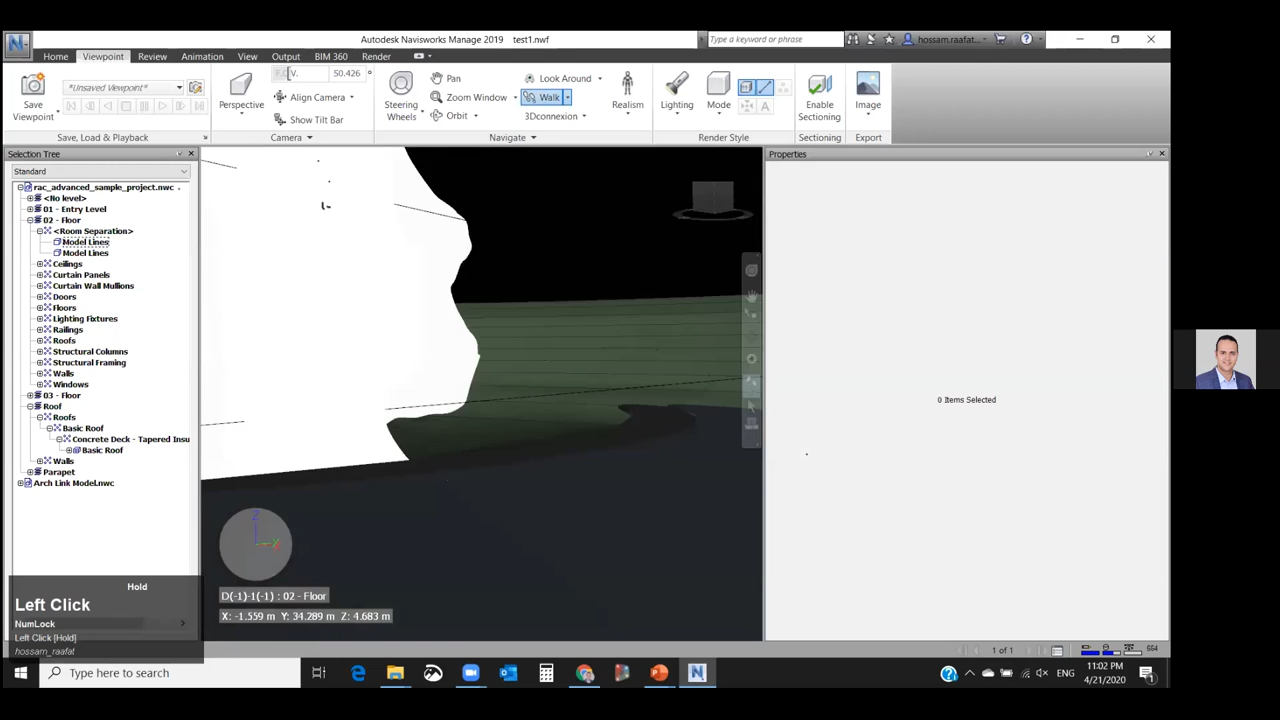 Autodesk Navisworks Manage 2019 test1.nwf
Type a keyword or phrase
hossam.raafat...
Home Viewpoint Review Animation View Output BIM 360 Render
Save Viewpoint
*Unsaved Viewpoint*
Save, Load & Playback
Perspective
V. 50.426 °
Align Camera
Show Tilt Bar
Camera
Steering Wheels
Pan
Zoom Window
Orbit
Look Around
Walk
3Dconnexion
Realism
Navigate
Lighting
Mode
Render Style
Enable Sectioning
Sectioning
Image
Export
Selection Tree
Standard
rac_advanced_sample_project.nwc
<No level>
01 - Entry Level
02 - Floor
<Room Separation>
Model Lines
Model Lines
Ceilings
Curtain Panels
Curtain Wall Mullions
Doors
Floors
Lighting Fixtures
Railings
Roofs
Structural Columns
Structural Framing
Walls
Windows
03 - Floor
Roof
Roofs
Basic Roof
Concrete Deck - Tapered Insu
Basic Roof
Walls
Parapet
Arch Link Model.nwc
Properties
0 Items Selected
Z
X
D(-1)-1(-1) : 02 - Floor
X: -1.559 m Y: 34.289 m Z: 4.683 m
Hold
Left Click
NumLock
Left Click [Hold]
hossam_raafat
1 of 1
664
Type here to search
ENG
11:02 PM
4/21/2020